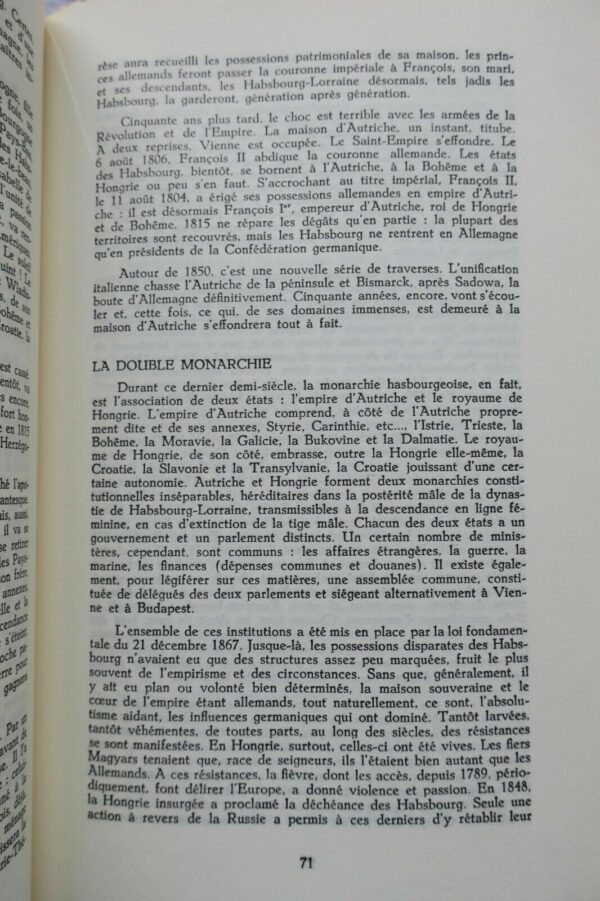 rèse aura recueilli les possessions patrimoniales de sa maison, les prin-
ces allemands feront passer la couronne impériale à François, son mari,
et ses descendants, les Habsbourg-Lorraine désormais, tels jadis les
Habsbourg, la garderont, génération après génération.
Cinquante ans plus tard, le choc est terrible avec les armées de la
Révolution et de l'Empire. La maison d'Autriche, un instant, titube.
A deux reprises, Vienne est occupée. Le Saint-Empire s'effondre. Le
6 août 1806, François II abdique la couronne allemande. Les états
des Habsbourg, bientôt, se bornent à l'Autriche, à la Bohême et à la
Hongrie ou peu s'en faut. S'accrochant au titre impérial, François II,
le 11 août 1804, a érigé ses possessions allemandes en empire d'Autri-
che : il est désormais François Iᵉʳ, empereur d'Autriche, roi de Hongrie
et de Bohême. 1815 ne répare les dégâts qu'en partie : la plupart des
territoires sont recouvrés, mais les Habsbourg ne rentrent en Allemagne
qu'en présidents de la Confédération germanique.
Autour de 1850, c'est une nouvelle série de traverses. L'unification
italienne chasse l'Autriche de la péninsule et Bismarck, après Sadowa, la
boute d'Allemagne définitivement. Cinquante années, encore, vont s'écou-
ler et, cette fois, ce qui, de ses domaines immenses, est demeuré à la
maison d'Autriche s'effondrera tout à fait.
LA DOUBLE MONARCHIE
Durant ce dernier demi-siècle, la monarchie hasbourgeoise, en fait,
est l'association de deux états : l'empire d'Autriche et le royaume de
Hongrie. L'empire d'Autriche comprend, à côté de l'Autriche propre-
ment dite et de ses annexes, Styrie, Carinthie, etc..., l'Istrie, Trieste, la
Bohême, la Moravie, la Galicie, la Bukovine et la Dalmatie. Le royau-
me de Hongrie, de son côté, embrasse, outre la Hongrie elle-même, la
Croatie, la Slavonie et la Transylvanie, la Croatie jouissant d'une cer-
taine autonomie. Autriche et Hongrie forment deux monarchies consti-
tutionnelles inséparables, héréditaires dans la postérité mâle de la dynas-
tie de Habsbourg-Lorraine, transmissibles à la descendance en ligne fé-
minine, en cas d'extinction de la tige mâle. Chacun des deux états a un
gouvernement et un parlement distincts. Un certain nombre de minis-
tères, cependant, sont communs : les affaires étrangères, la guerre, la
marine, les finances (dépenses communes et douanes). Il existe égale-
ment, pour légiférer sur ces matières, une assemblée commune, consti-
tuée de délégués des deux parlements et siégeant alternativement à Vien-
ne et à Budapest.
L'ensemble de ces institutions a été mis en place par la loi fondamen-
tale du 21 décembre 1867. Jusque-là, les possessions disparates des Habs-
bourg n'avaient eu que des structures assez peu marquées, fruit le plus
souvent de l'empirisme et des circonstances. Sans que, généralement, il
y ait eu plan ou volonté bien déterminés, la maison souveraine et le
cœur de l'empire étant allemands, tout naturellement, ce sont, l'absolu-
tisme aidant, les influences germaniques qui ont dominé. Tantôt larvées,
tantôt véhémentes, de toutes parts, au long des siècles, des résistances
se sont manifestées. En Hongrie, surtout, celles-ci ont été vives. Les fiers
Magyars tenaient que, race de seigneurs, ils l'étaient bien autant que les
Allemands. A ces résistances, la fièvre, dont les accès, depuis 1789, pério-
diquement, font délirer l'Europe, a donné violence et passion. En 1848,
la Hongrie insurgée a proclamé la déchéance des Habsbourg. Seule une
action à revers de la Russie a permis à ces derniers d'y rétablir leur
71